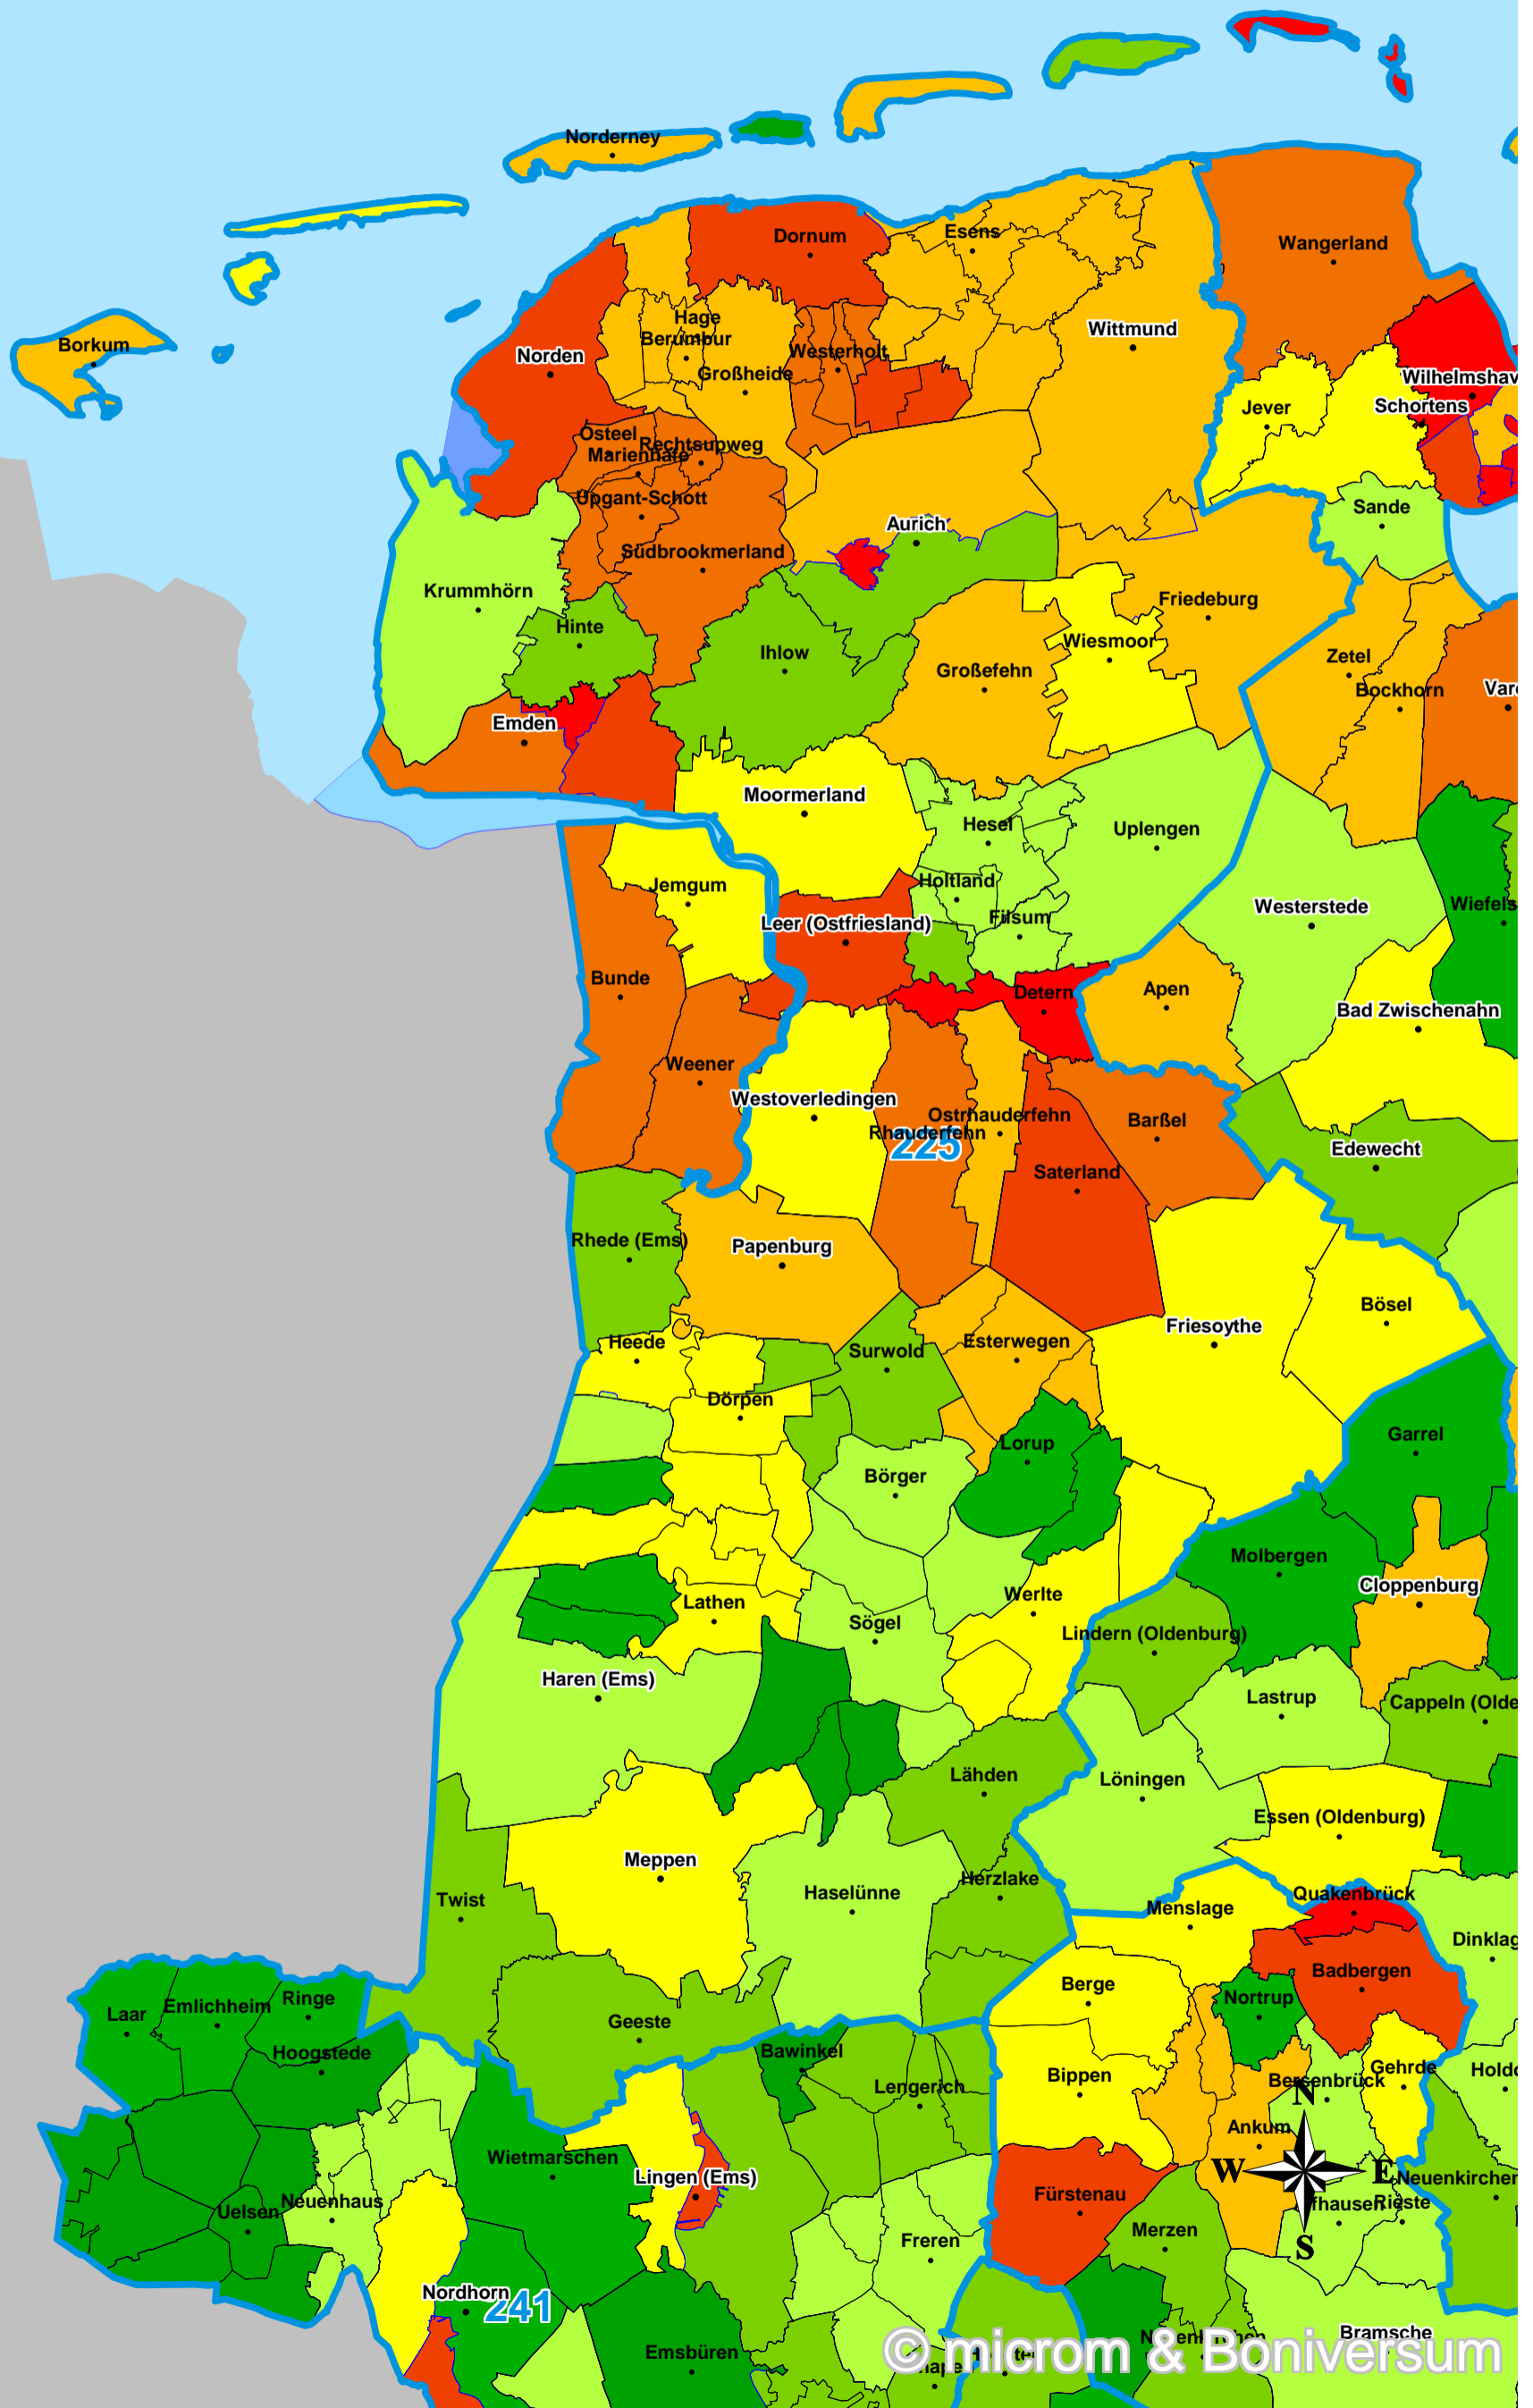 Norderney
Dornum
Esens
Wangerland
Borkum
Norden
Hage
Berumbur
Großheide
Westerholt
Wittmund
Wilhelmshav
Schortens
Jever
Osteel
Rechtsupweg
Marienhafe
Upgant-Schott
Südbrookmerland
Aurich
Sande
Krummhörn
Hinte
Ihlow
Großefehn
Wiesmoor
Friedeburg
Zetel
Bockhorn
Vare
Emden
Moormerland
Hesel
Uplengen
Jemgum
Holtland
Filsum
Leer (Ostfriesland)
Westerstede
Wiefels
Bunde
Detern
Apen
Bad Zwischenahn
Weener
Westoverledingen
Ostrhauderfehn
Rhauderfehn
225
Barßel
Edewecht
Saterland
Rhede (Ems)
Papenburg
Heede
Surwold
Esterwegen
Friesoythe
Bösel
Dörpen
Lorup
Garrel
Börger
Molbergen
Cloppenburg
Lathen
Sögel
Werlte
Lindern (Oldenburg)
Haren (Ems)
Lastrup
Cappeln (Olde
Lähden
Löningen
Essen (Oldenburg)
Meppen
Haselünne
Herzlake
Twist
Menslage
Quakenbrück
Dinklag
Badbergen
Berge
Nortrup
Laar
Emlichheim
Ringe
Hoogstede
Geeste
Bawinkel
Lengerich
Bippen
Bersenbrück
Gehrde
Holdo
N
Ankum
W
E
S
Wietmarschen
Lingen (Ems)
Fürstenau
Neuenkirchen
Rieste
fhausen
Neuenhaus
Uelsen
Freren
Merzen
Nordhorn
241
Emsbüren
Bramsche
© microm & Boniversum